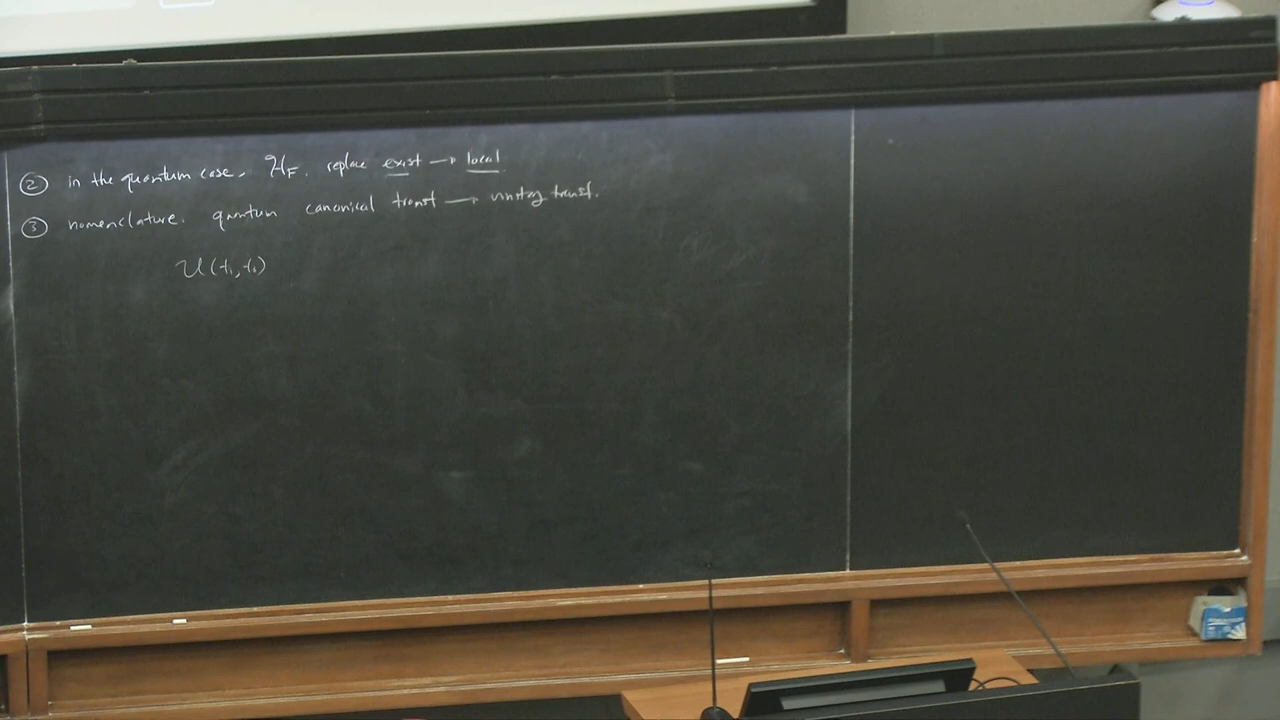 ② in the quantum case, ℋ_F. replace exist → local
③ nomenclature. quantum canonical transf → unitary transf.
U(t₁, t₀)